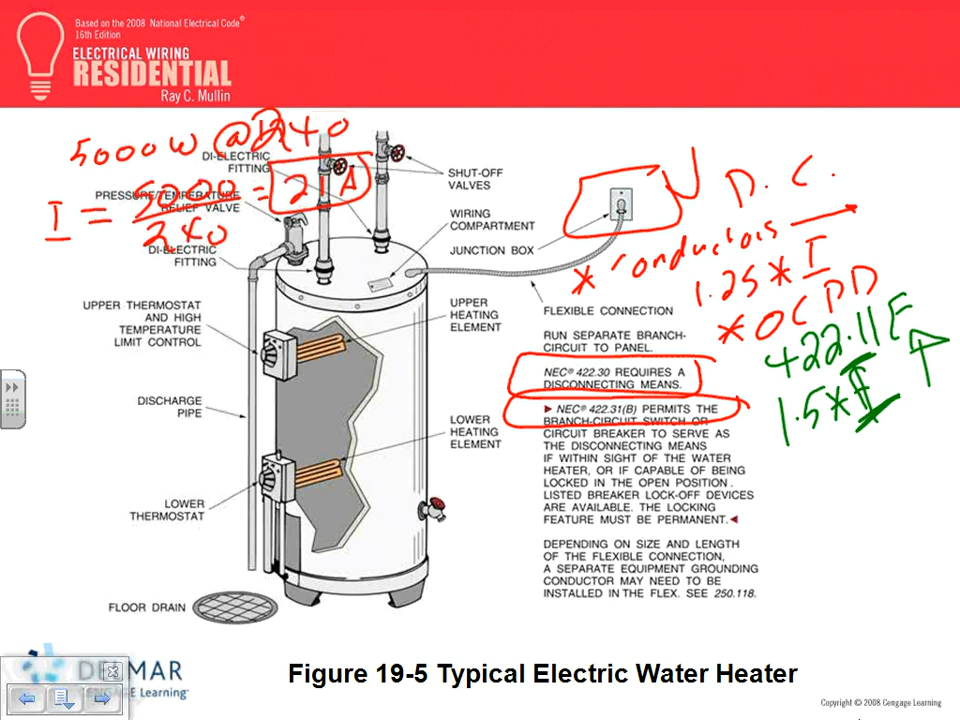 Based on the 2008 National Electrical Code®
16th Edition
ELECTRICAL WIRING
RESIDENTIAL
Ray C. Mullin
5000 W @ 240
I = 5000 = 21 A
240
DI-ELECTRIC
FITTING
PRESSURE/TEMPERATURE
RELIEF VALVE
DI-ELECTRIC
FITTING
UPPER THERMOSTAT
AND HIGH
TEMPERATURE
LIMIT CONTROL
DISCHARGE
PIPE
LOWER
THERMOSTAT
FLOOR DRAIN
SHUT-OFF
VALVES
WIRING
COMPARTMENT
JUNCTION BOX
UPPER
HEATING
ELEMENT
LOWER
HEATING
ELEMENT
D.C.
* conductors
1.25 * I
* OCPD
422.11E
1.5 * I
FLEXIBLE CONNECTION
RUN SEPARATE BRANCH-
CIRCUIT TO PANEL.
NEC® 422.30 REQUIRES A
DISCONNECTING MEANS.
► NEC® 422.31(B) PERMITS THE
BRANCH-CIRCUIT SWITCH OR
CIRCUIT BREAKER TO SERVE AS
THE DISCONNECTING MEANS
IF WITHIN SIGHT OF THE WATER
HEATER, OR IF CAPABLE OF BEING
LOCKED IN THE OPEN POSITION.
LISTED BREAKER LOCK-OFF DEVICES
ARE AVAILABLE. THE LOCKING
FEATURE MUST BE PERMANENT.◄
DEPENDING ON SIZE AND LENGTH
OF THE FLEXIBLE CONNECTION,
A SEPARATE EQUIPMENT GROUNDING
CONDUCTOR MAY NEED TO BE
INSTALLED IN THE FLEX. SEE 250.118.
DELMAR
CENGAGE Learning™
Figure 19-5 Typical Electric Water Heater
Copyright © 2008 Cengage Learning